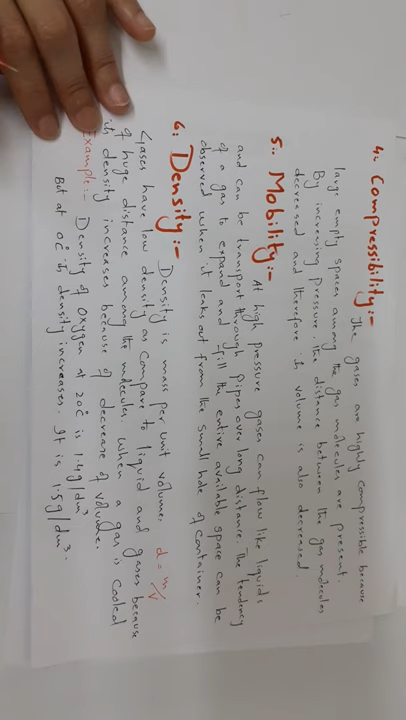 4. Compressibility:-
The gases are highly compressible because
large empty spaces among the gas molecules are present.
By increasing Pressure, the distance between the gas molecules
decreased and therefore its volume is also decreased.
5. Mobility:-
At high pressure gases can flow like liquids
and can be transport through Pipes over long distance. The tendency
of a gas to expand and fill the entire available space can be
observed when it leaks out from the small hole of container.
6. Density:-
Density is mass per unit volume. d = m/v
Gases have low density as compare to liquid and gases because
of huge distance among the molecules. When a gas is cooled
its density increases because of decrease of volume.
Example:- Density of Oxygen at 20°C is 1.4g/dm³
But at 0°C its density increases. It is 1.5g/dm³.